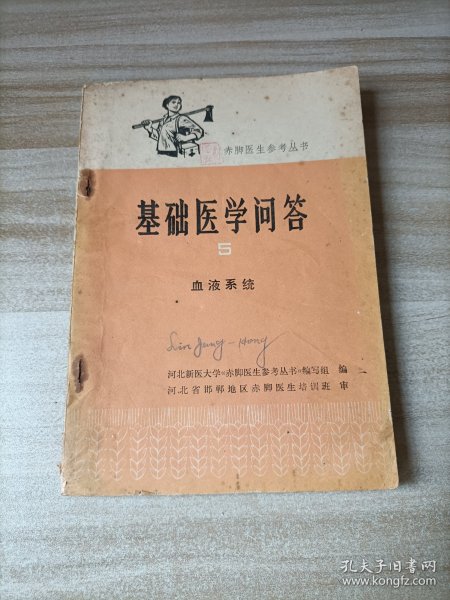 赤脚医生参考丛书
基础医学问答
5
血液系统
河北新医大学《赤脚医生参考丛书》编写组 编
河北省邯郸地区赤脚医生培训班 审
孔夫子旧书网
www.kongfz.com